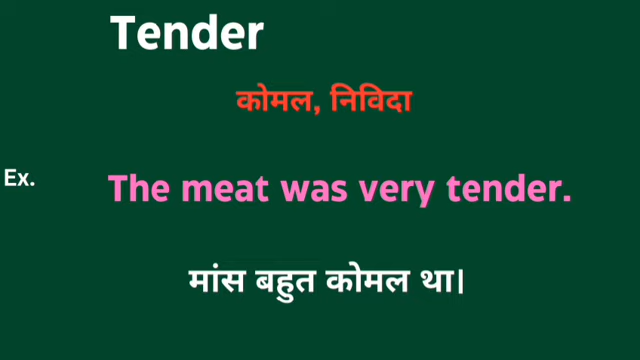 Tender
कोमल, निविदा
Ex.
The meat was very tender.
मांस बहुत कोमल था।